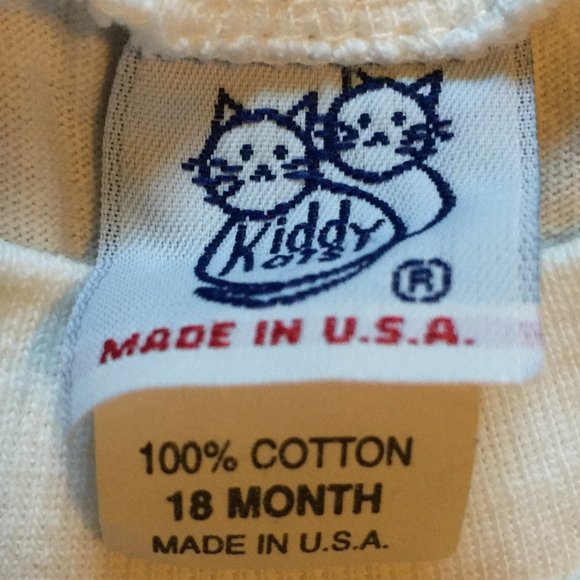 Kiddy
®
MADE IN U.S.A.
100% COTTON
18 MONTH
MADE IN U.S.A.